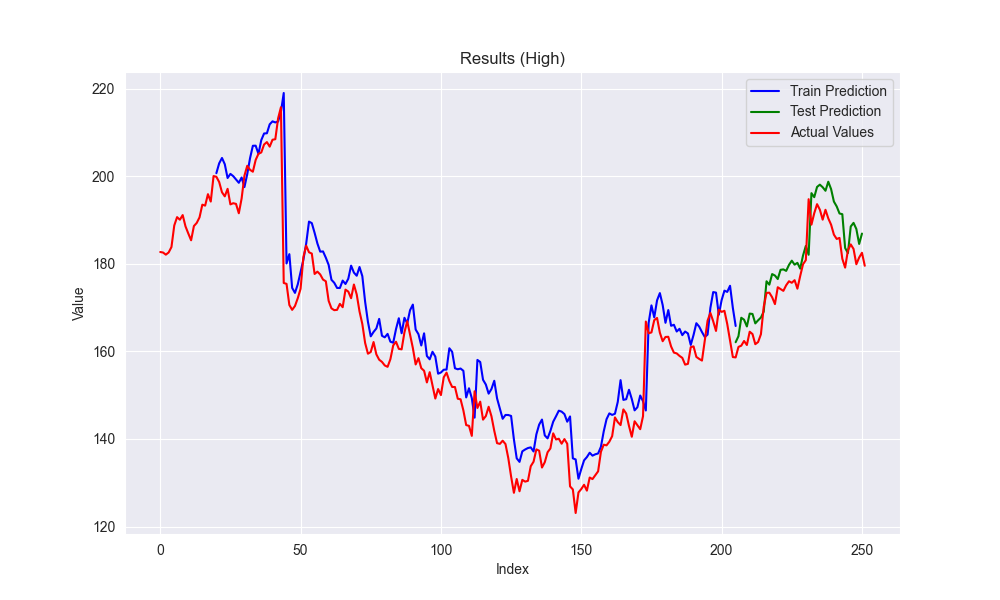 Results (High)
Train Prediction
Test Prediction
Actual Values
Value
220
200
180
160
140
120
0 50 100 150 200 250
Index